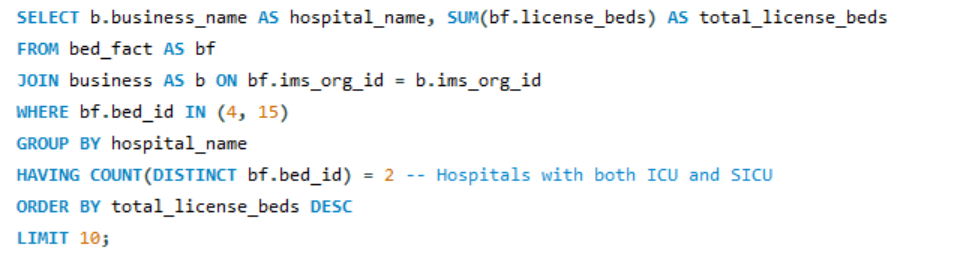 SELECT b.business_name AS hospital_name, SUM(bf.license_beds) AS total_license_beds
FROM bed_fact AS bf
JOIN business AS b ON bf.ims_org_id = b.ims_org_id
WHERE bf.bed_id IN (4, 15)
GROUP BY hospital_name
HAVING COUNT(DISTINCT bf.bed_id) = 2 -- Hospitals with both ICU and SICU
ORDER BY total_license_beds DESC
LIMIT 10;